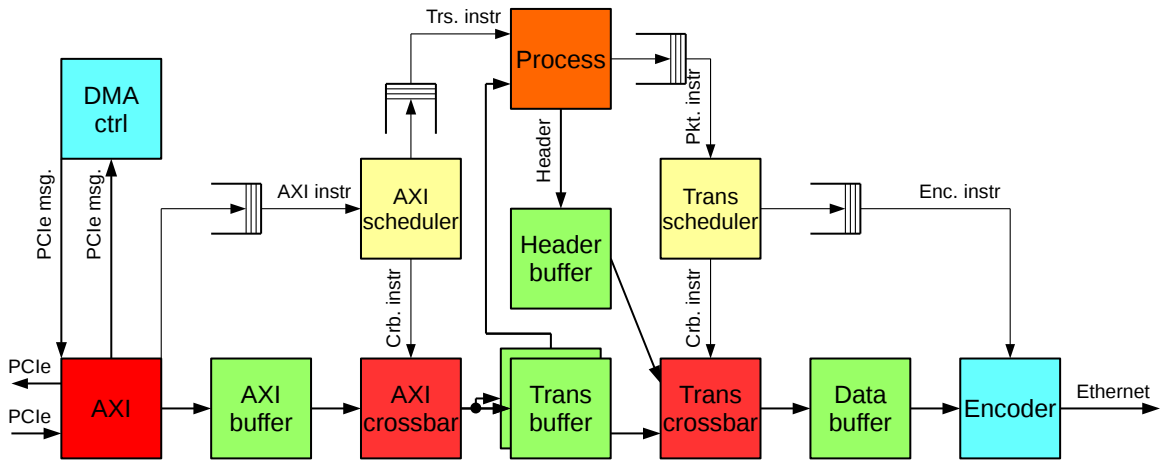 Trs. instr
Process
DMA
ctrl
Pkt. instr
Header
PCIe msg.
PCIe msg.
AXI instr
AXI
scheduler
Trans
scheduler
Enc. instr
Header
buffer
Crb. instr
Crb. instr
PCIe
PCIe
AXI
AXI
buffer
AXI
crossbar
Trans
buffer
Trans
crossbar
Data
buffer
Encoder
Ethernet